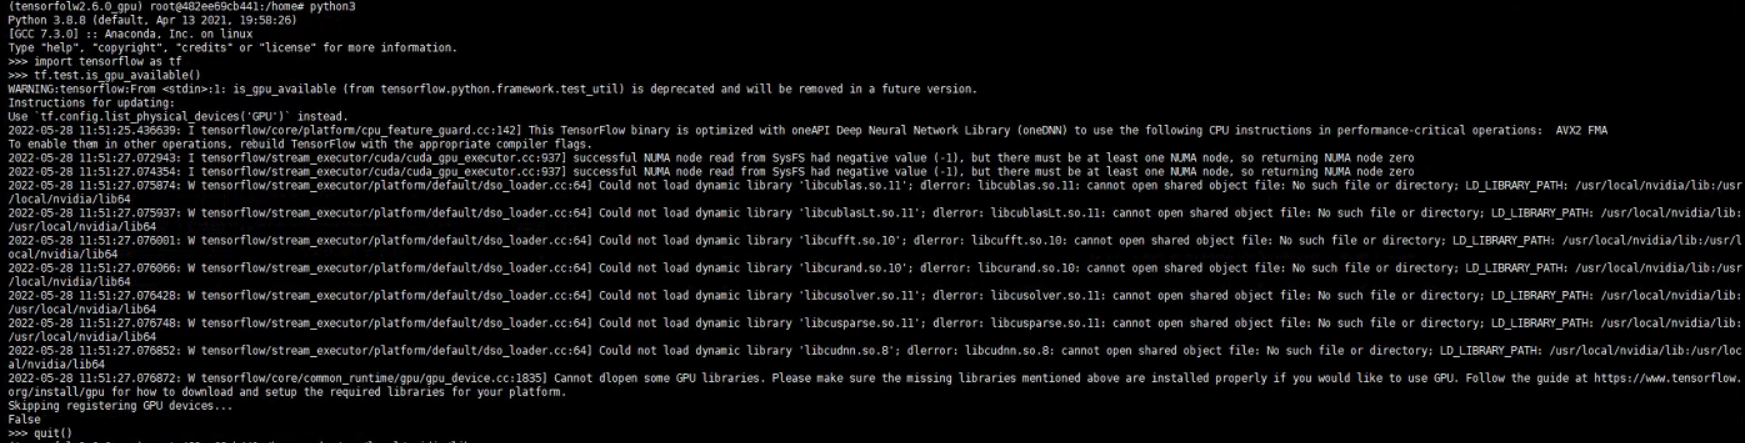 (tensorfolw2.6.0_gpu) root@482ee69cb441:/home# python3
Python 3.8.8 (default, Apr 13 2021, 19:58:26)
[GCC 7.3.0] :: Anaconda, Inc. on linux
Type "help", "copyright", "credits" or "license" for more information.
>>> import tensorflow as tf
>>> tf.test.is_gpu_available()
WARNING:tensorflow:From <stdin>:1: is_gpu_available (from tensorflow.python.framework.test_util) is deprecated and will be removed in a future version.
Instructions for updating:
Use `tf.config.list_physical_devices('GPU')` instead.
2022-05-28 11:51:25.436639: I tensorflow/core/platform/cpu_feature_guard.cc:142] This TensorFlow binary is optimized with oneAPI Deep Neural Network Library (oneDNN) to use the following CPU instructions in performance-critical operations:  AVX2 FMA
To enable them in other operations, rebuild TensorFlow with the appropriate compiler flags.
2022-05-28 11:51:27.072943: I tensorflow/stream_executor/cuda/cuda_gpu_executor.cc:937] successful NUMA node read from SysFS had negative value (-1), but there must be at least one NUMA node, so returning NUMA node zero
2022-05-28 11:51:27.074354: I tensorflow/stream_executor/cuda/cuda_gpu_executor.cc:937] successful NUMA node read from SysFS had negative value (-1), but there must be at least one NUMA node, so returning NUMA node zero
2022-05-28 11:51:27.075874: W tensorflow/stream_executor/platform/default/dso_loader.cc:64] Could not load dynamic library 'libcublas.so.11'; dlerror: libcublas.so.11: cannot open shared object file: No such file or directory; LD_LIBRARY_PATH: /usr/local/nvidia/lib:/usr
/local/nvidia/lib64
2022-05-28 11:51:27.075937: W tensorflow/stream_executor/platform/default/dso_loader.cc:64] Could not load dynamic library 'libcublasLt.so.11'; dlerror: libcublasLt.so.11: cannot open shared object file: No such file or directory; LD_LIBRARY_PATH: /usr/local/nvidia/lib:
/usr/local/nvidia/lib64
2022-05-28 11:51:27.076001: W tensorflow/stream_executor/platform/default/dso_loader.cc:64] Could not load dynamic library 'libcufft.so.10'; dlerror: libcufft.so.10: cannot open shared object file: No such file or directory; LD_LIBRARY_PATH: /usr/local/nvidia/lib:/usr/l
ocal/nvidia/lib64
2022-05-28 11:51:27.076066: W tensorflow/stream_executor/platform/default/dso_loader.cc:64] Could not load dynamic library 'libcurand.so.10'; dlerror: libcurand.so.10: cannot open shared object file: No such file or directory; LD_LIBRARY_PATH: /usr/local/nvidia/lib:/usr
/local/nvidia/lib64
2022-05-28 11:51:27.076428: W tensorflow/stream_executor/platform/default/dso_loader.cc:64] Could not load dynamic library 'libcusolver.so.11'; dlerror: libcusolver.so.11: cannot open shared object file: No such file or directory; LD_LIBRARY_PATH: /usr/local/nvidia/lib:
/usr/local/nvidia/lib64
2022-05-28 11:51:27.076748: W tensorflow/stream_executor/platform/default/dso_loader.cc:64] Could not load dynamic library 'libcusparse.so.11'; dlerror: libcusparse.so.11: cannot open shared object file: No such file or directory; LD_LIBRARY_PATH: /usr/local/nvidia/lib:
/usr/local/nvidia/lib64
2022-05-28 11:51:27.076852: W tensorflow/stream_executor/platform/default/dso_loader.cc:64] Could not load dynamic library 'libcudnn.so.8'; dlerror: libcudnn.so.8: cannot open shared object file: No such file or directory; LD_LIBRARY_PATH: /usr/local/nvidia/lib:/usr/loc
al/nvidia/lib64
2022-05-28 11:51:27.076872: W tensorflow/core/common_runtime/gpu/gpu_device.cc:1835] Cannot dlopen some GPU libraries. Please make sure the missing libraries mentioned above are installed properly if you would like to use GPU. Follow the guide at https://www.tensorflow.
org/install/gpu for how to download and setup the required libraries for your platform.
Skipping registering GPU devices...
False
>>> quit()